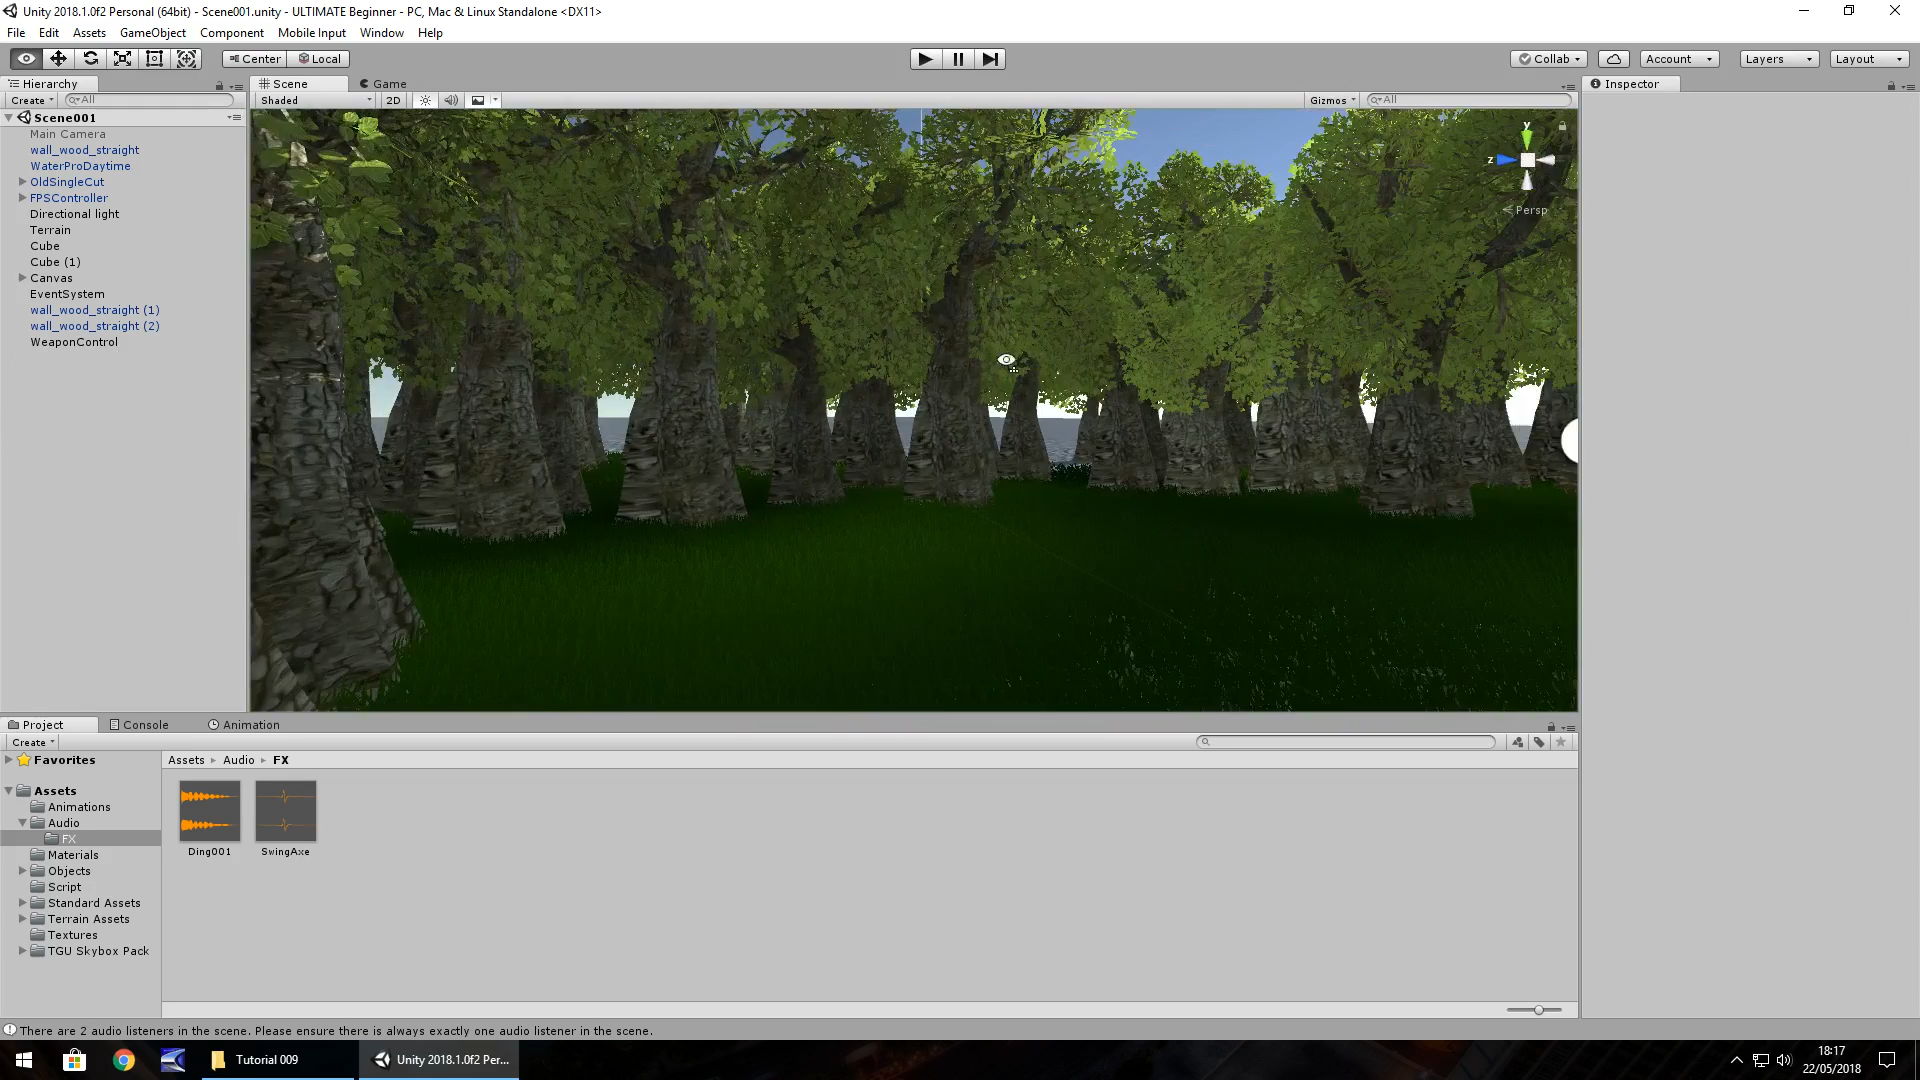 Unity 2018.1.0f2 Personal (64bit) - Scene001.unity - ULTIMATE Beginner - PC, Mac & Linux Standalone <DX11>
File Edit Assets GameObject Component Mobile Input Window Help
Center Local Collab Account Layers Layout
Hierarchy Scene Game Inspector
Create All Shaded 2D Gizmos All
Scene001
Main Camera
wall_wood_straight
WaterProDaytime
OldSingleCut
FPSController
Directional light
Terrain
Cube
Cube (1)
Canvas
EventSystem
wall_wood_straight (1)
wall_wood_straight (2)
WeaponControl
y
z
Persp
Project Console Animation
Create
Favorites
Assets
Animations
Audio
FX
Materials
Objects
Script
Standard Assets
Terrain Assets
Textures
TGU Skybox Pack
Assets Audio FX
Ding001 SwingAxe
There are 2 audio listeners in the scene. Please ensure there is always exactly one audio listener in the scene.
Tutorial 009 Unity 2018.1.0f2 Per...
18:17
22/05/2018